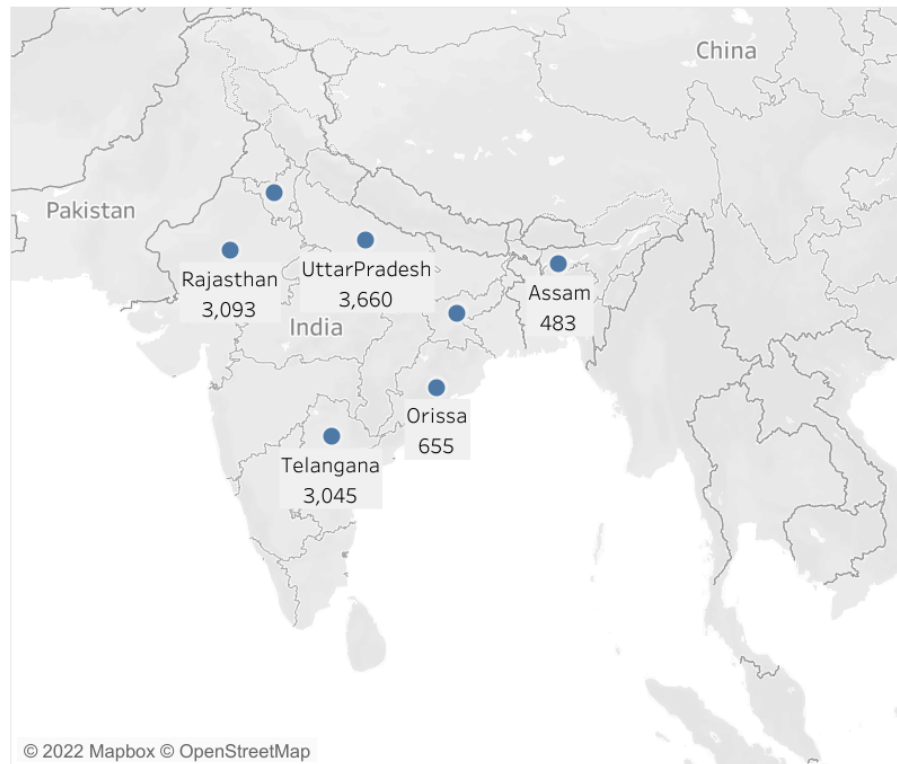 China
Pakistan
Rajasthan
3,093
UttarPradesh
3,660
Assam
483
India
Orissa
655
Telangana
3,045
© 2022 Mapbox © OpenStreetMap